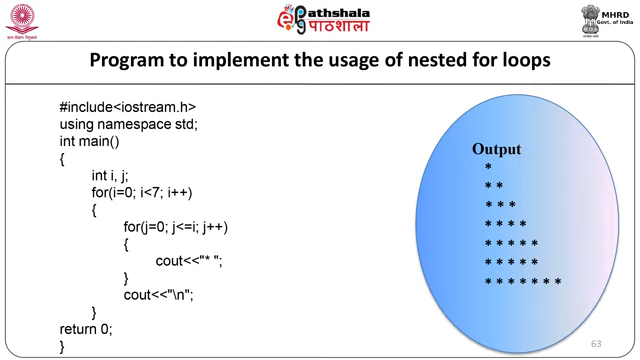 ePathshala
पाठशाला
MHRD
Govt. of India
Program to implement the usage of nested for loops
#include<iostream.h>
using namespace std;
int main()
{
int i, j;
for(i=0; i<7; i++)
{
for(j=0; j<=i; j++)
{
cout<<"* ";
}
cout<<"\n";
}
return 0;
}
Output
*
* *
* * *
* * * *
* * * * *
* * * * *
* * * * * * *
63